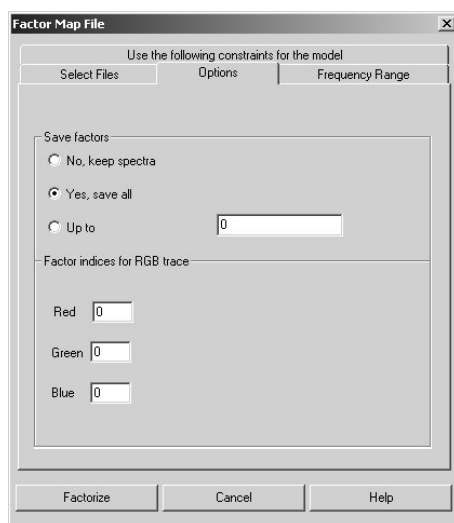 Factor Map File
Use the following constraints for the model
Select Files Options Frequency Range
Save factors
No, keep spectra
Yes, save all
Up to 0
Factor indices for RGB trace
Red 0
Green 0
Blue 0
Factorize Cancel Help